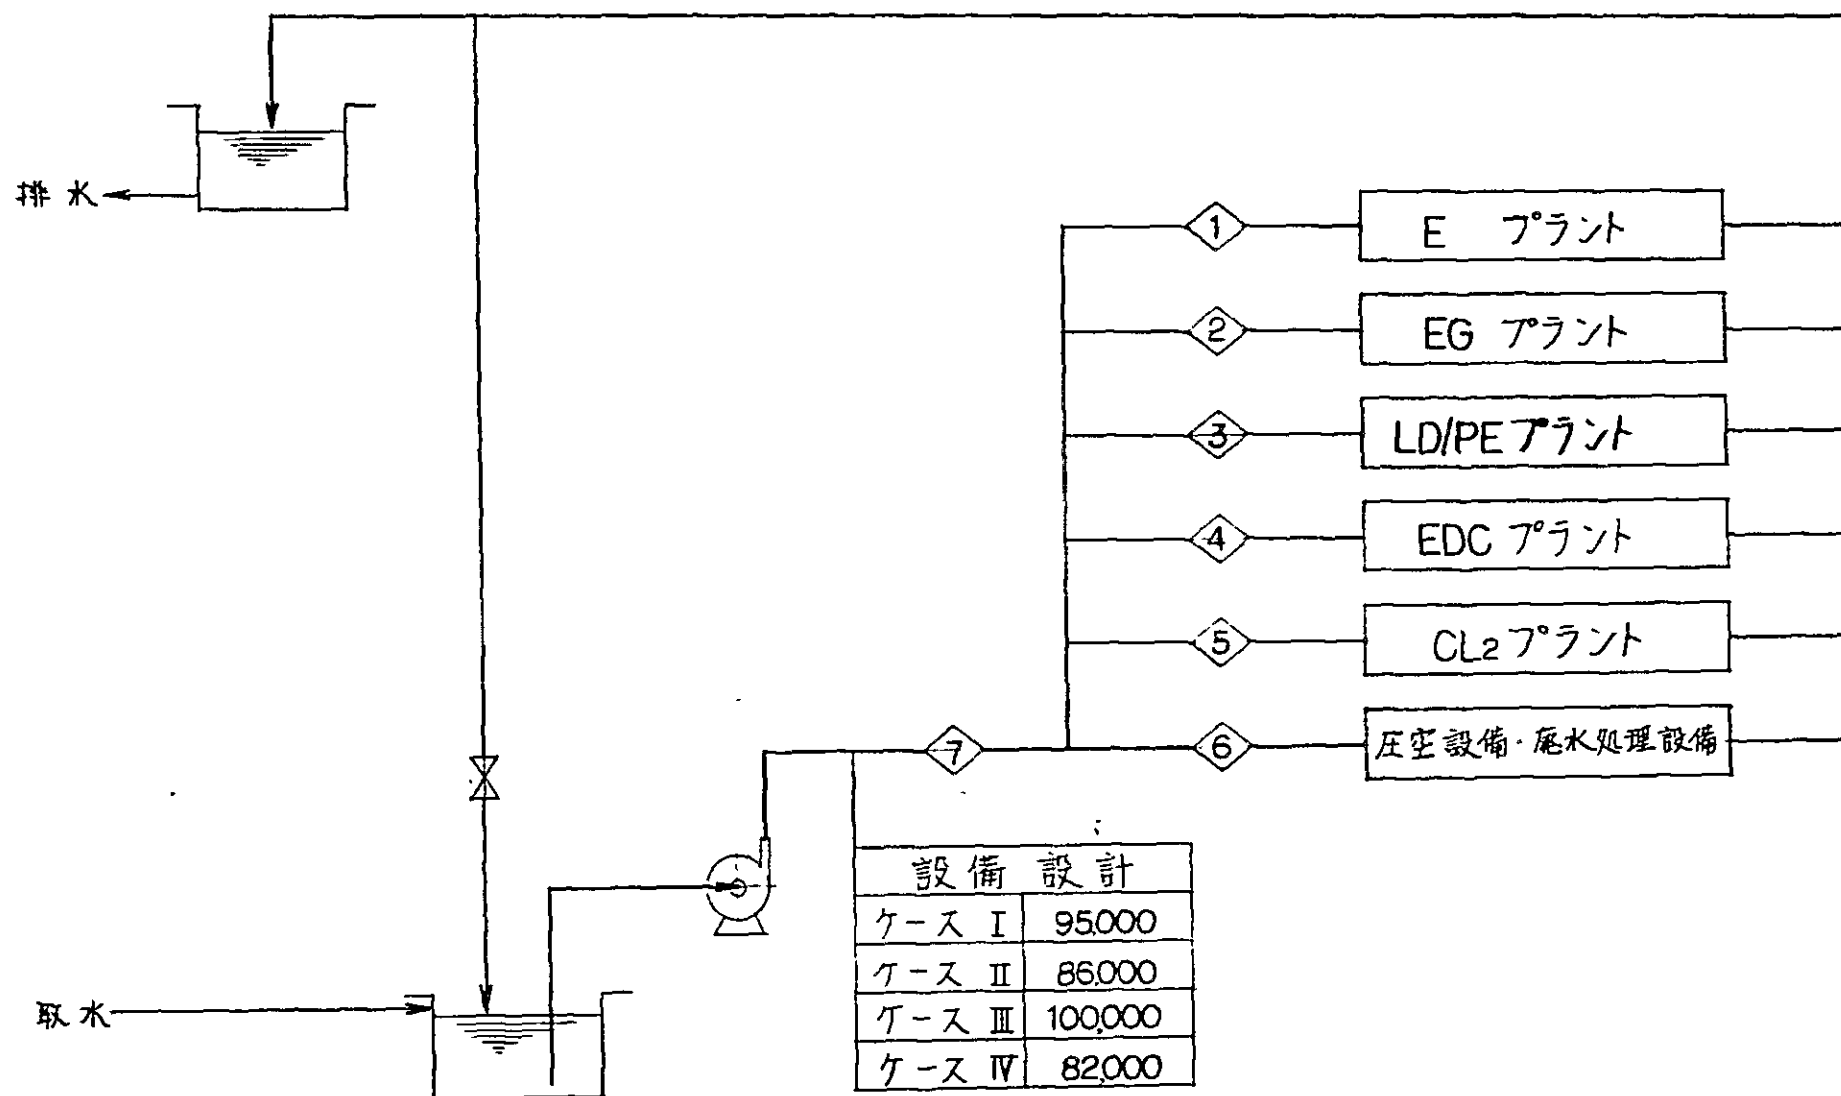 排水
1
E プラント
2
EG プラント
3
LD/PE プラント
4
EDC プラント
5
CL2 プラント
7
6
圧空設備・廃水処理設備
設備設計
ケース I 95,000
ケース II 86,000
ケース III 100,000
ケース IV 82,000
取水